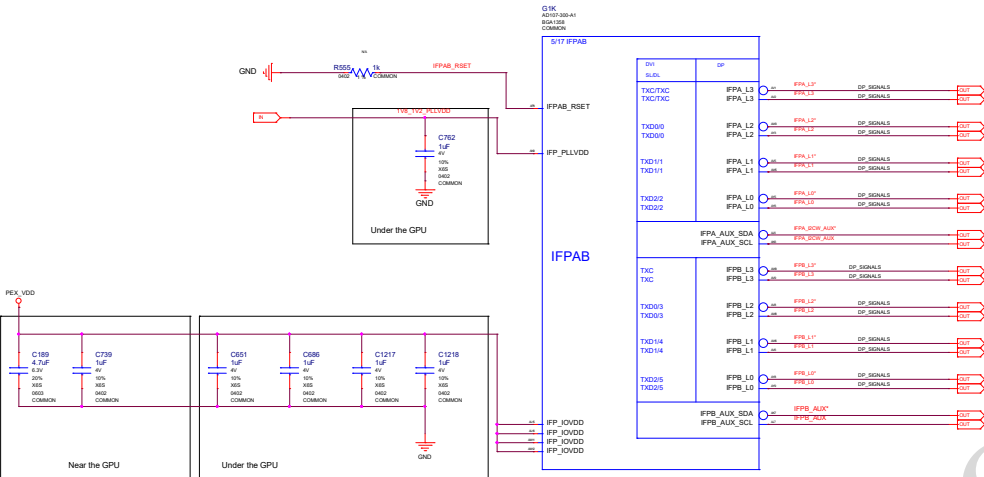 G1K
AD107-300-A1
BGA1358
COMMON
5/17 IFPAB
DVI DP
SL/DL
GND R555 1k IFPAB_RSET
0402 COMMON
IFPAB_RSET
IN 1V8_1V2_PLLVDD
C762
1uF
4V
10%
X6S
0402
COMMON
GND
Under the GPU
IFP_PLLVDD
IFPAB
TXC/TXC IFPA_L3 IFPA_L3* DP_SIGNALS OUT
TXC/TXC IFPA_L3 IFPA_L3 DP_SIGNALS OUT
TXD0/0 IFPA_L2 IFPA_L2* DP_SIGNALS OUT
TXD0/0 IFPA_L2 IFPA_L2 DP_SIGNALS OUT
TXD1/1 IFPA_L1 IFPA_L1* DP_SIGNALS OUT
TXD1/1 IFPA_L1 IFPA_L1 DP_SIGNALS OUT
TXD2/2 IFPA_L0 IFPA_L0* DP_SIGNALS OUT
TXD2/2 IFPA_L0 IFPA_L0 DP_SIGNALS OUT
IFPA_AUX_SDA IFPA_I2CW_AUX* OUT
IFPA_AUX_SCL IFPA_I2CW_AUX OUT
TXC IFPB_L3 IFPB_L3* DP_SIGNALS OUT
TXC IFPB_L3 IFPB_L3 DP_SIGNALS OUT
TXD0/3 IFPB_L2 IFPB_L2* DP_SIGNALS OUT
TXD0/3 IFPB_L2 IFPB_L2 DP_SIGNALS OUT
TXD1/4 IFPB_L1 IFPB_L1* DP_SIGNALS OUT
TXD1/4 IFPB_L1 IFPB_L1 DP_SIGNALS OUT
TXD2/5 IFPB_L0 IFPB_L0* DP_SIGNALS OUT
TXD2/5 IFPB_L0 IFPB_L0 DP_SIGNALS OUT
IFPB_AUX_SDA IFPB_AUX* OUT
IFPB_AUX_SCL IFPB_AUX OUT
PEX_VDD
C189 C739 C651 C686 C1217 C1218
4.7uF 1uF 1uF 1uF 1uF 1uF
6.3V 4V 4V 4V 4V 4V
20% 10% 10% 10% 10% 10%
X6S X6S X6S X6S X6S X6S
0603 0402 0402 0402 0402 0402
COMMON COMMON COMMON COMMON COMMON COMMON
GND
Near the GPU Under the GPU
IFP_IOVDD
IFP_IOVDD
IFP_IOVDD
IFP_IOVDD